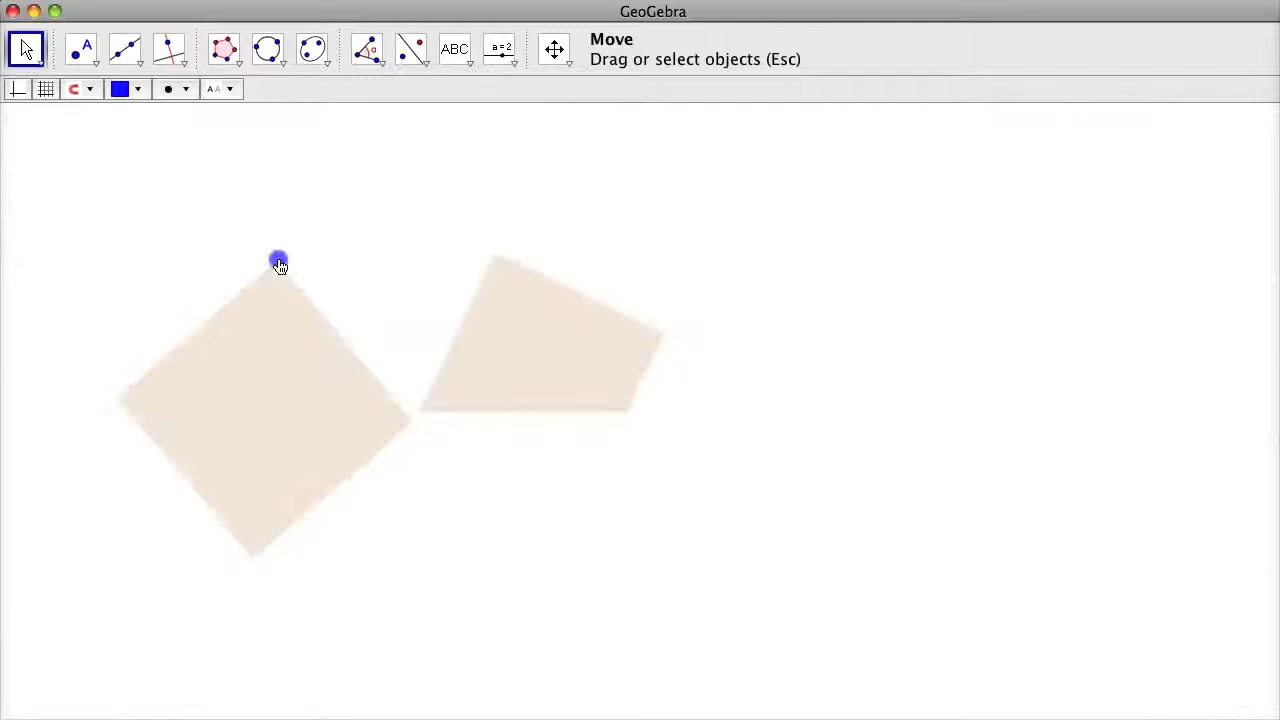 GeoGebra
A
α
ABC
a=2
Move
Drag or select objects (Esc)
A A